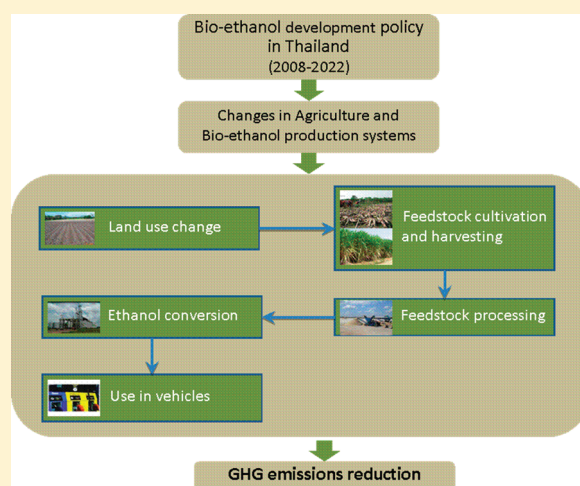 Bio-ethanol development policy
in Thailand
(2008-2022)
Changes in Agriculture and
Bio-ethanol production systems
Land use change
Feedstock cultivation
and harvesting
Ethanol conversion
Feedstock processing
Use in vehicles
GHG emissions reduction